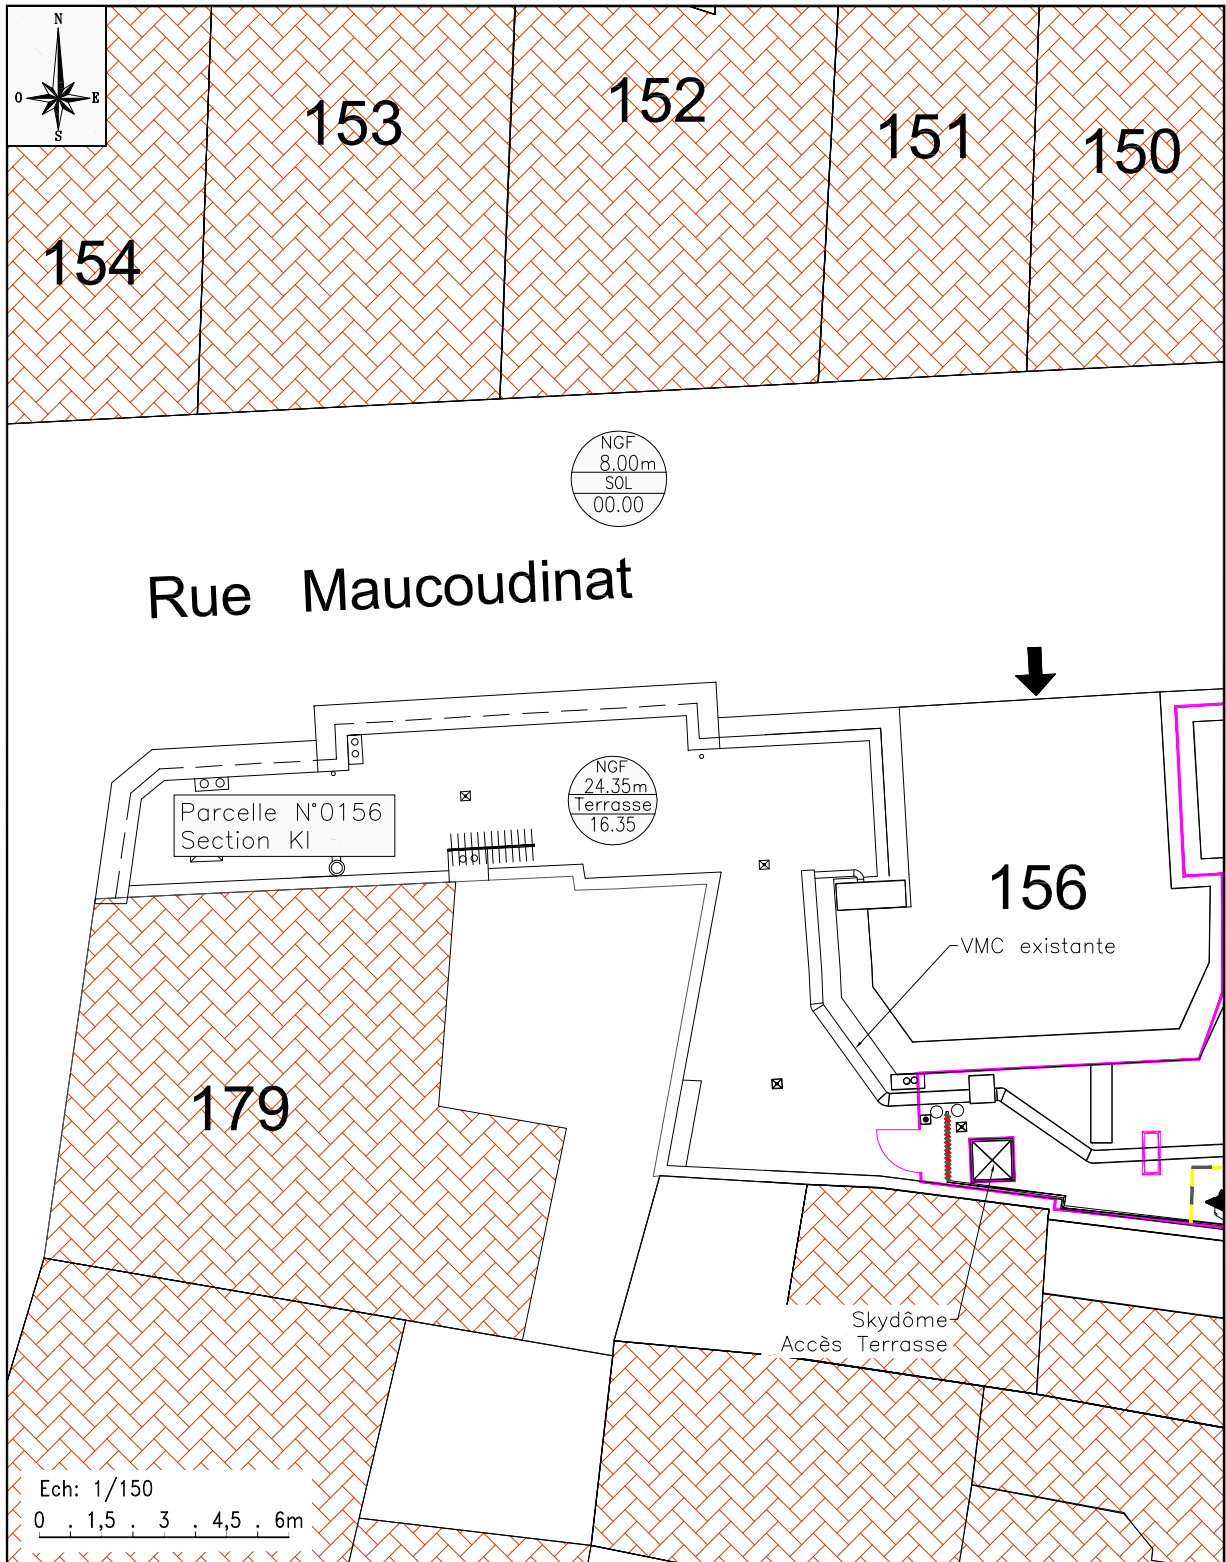 N
O E
S
153
152
151
150
154
NGF
8.00m
SOL
00.00
Rue Maucoudinat
NGF
24.35m
Terrasse
16.35
Parcelle N°0156
Section KI
156
VMC existante
179
Skydôme
Accès Terrasse
Ech: 1/150
0 . 1,5 . 3 . 4,5 . 6m